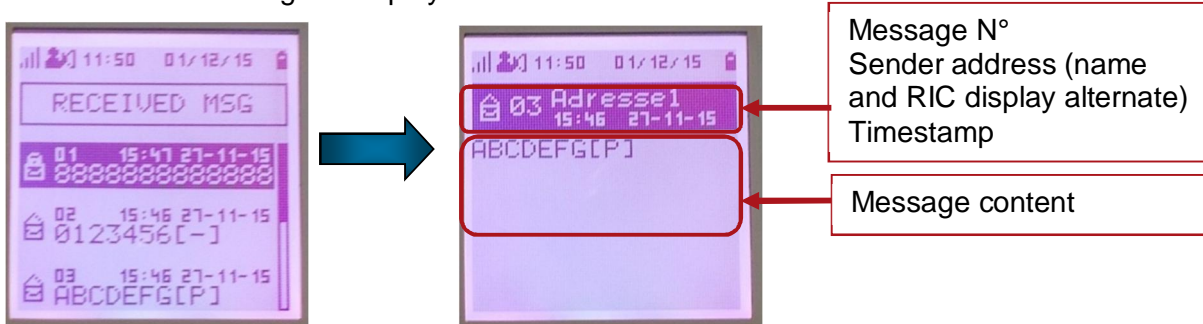 11:50 01/12/15
RECEIVED MSG
01 15:47 27-11-15
8888888888888
02 15:46 27-11-15
0123456[-]
03 15:46 27-11-15
ABCDEFG[P]
11:50 01/12/15
03 Adresse1
15:46 27-11-15
ABCDEFG[P]
Message N°
Sender address (name
and RIC display alternate)
Timestamp
Message content